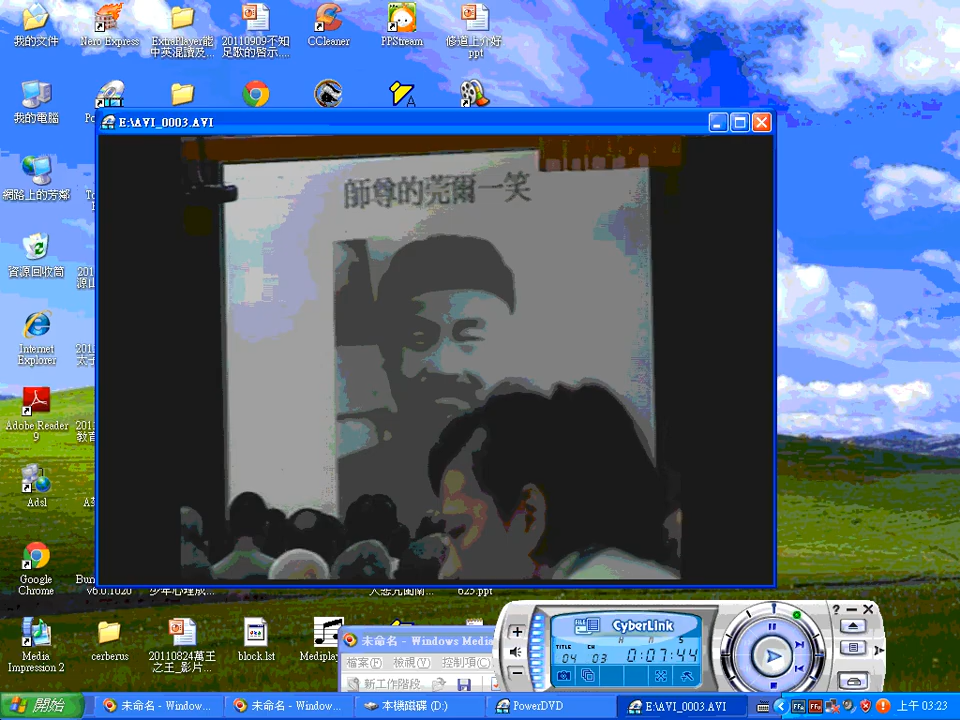 我的文件
Nero Express
ExtraPlayer能
中英混讀及...
20110909不知
足歌的啓示....
CCleaner
PPStream
修道上介好
ppt
我的電腦
網路上的芳鄰
資源回收筒
Internet
Explorer
Adobe Reader
9
Adsl
Google
Chrome
Media
Impression 2
cerberus
20110824萬王
之王_影片...
block.lst
E:\AVI_0003.AVI
師尊的莞爾一笑
v6.0.1020
623.ppt
未命名 - Windows Media
檔案(F)
檢視(V)
控制項(C)
新工作階段
CyberLink
H M S
TITLE
CH
04 03 0:07:44
開始
未命名 - Window...
未命名 - Window...
本機磁碟 (D:)
PowerDVD
E:\AVI_0003.AVI
上午 03:23